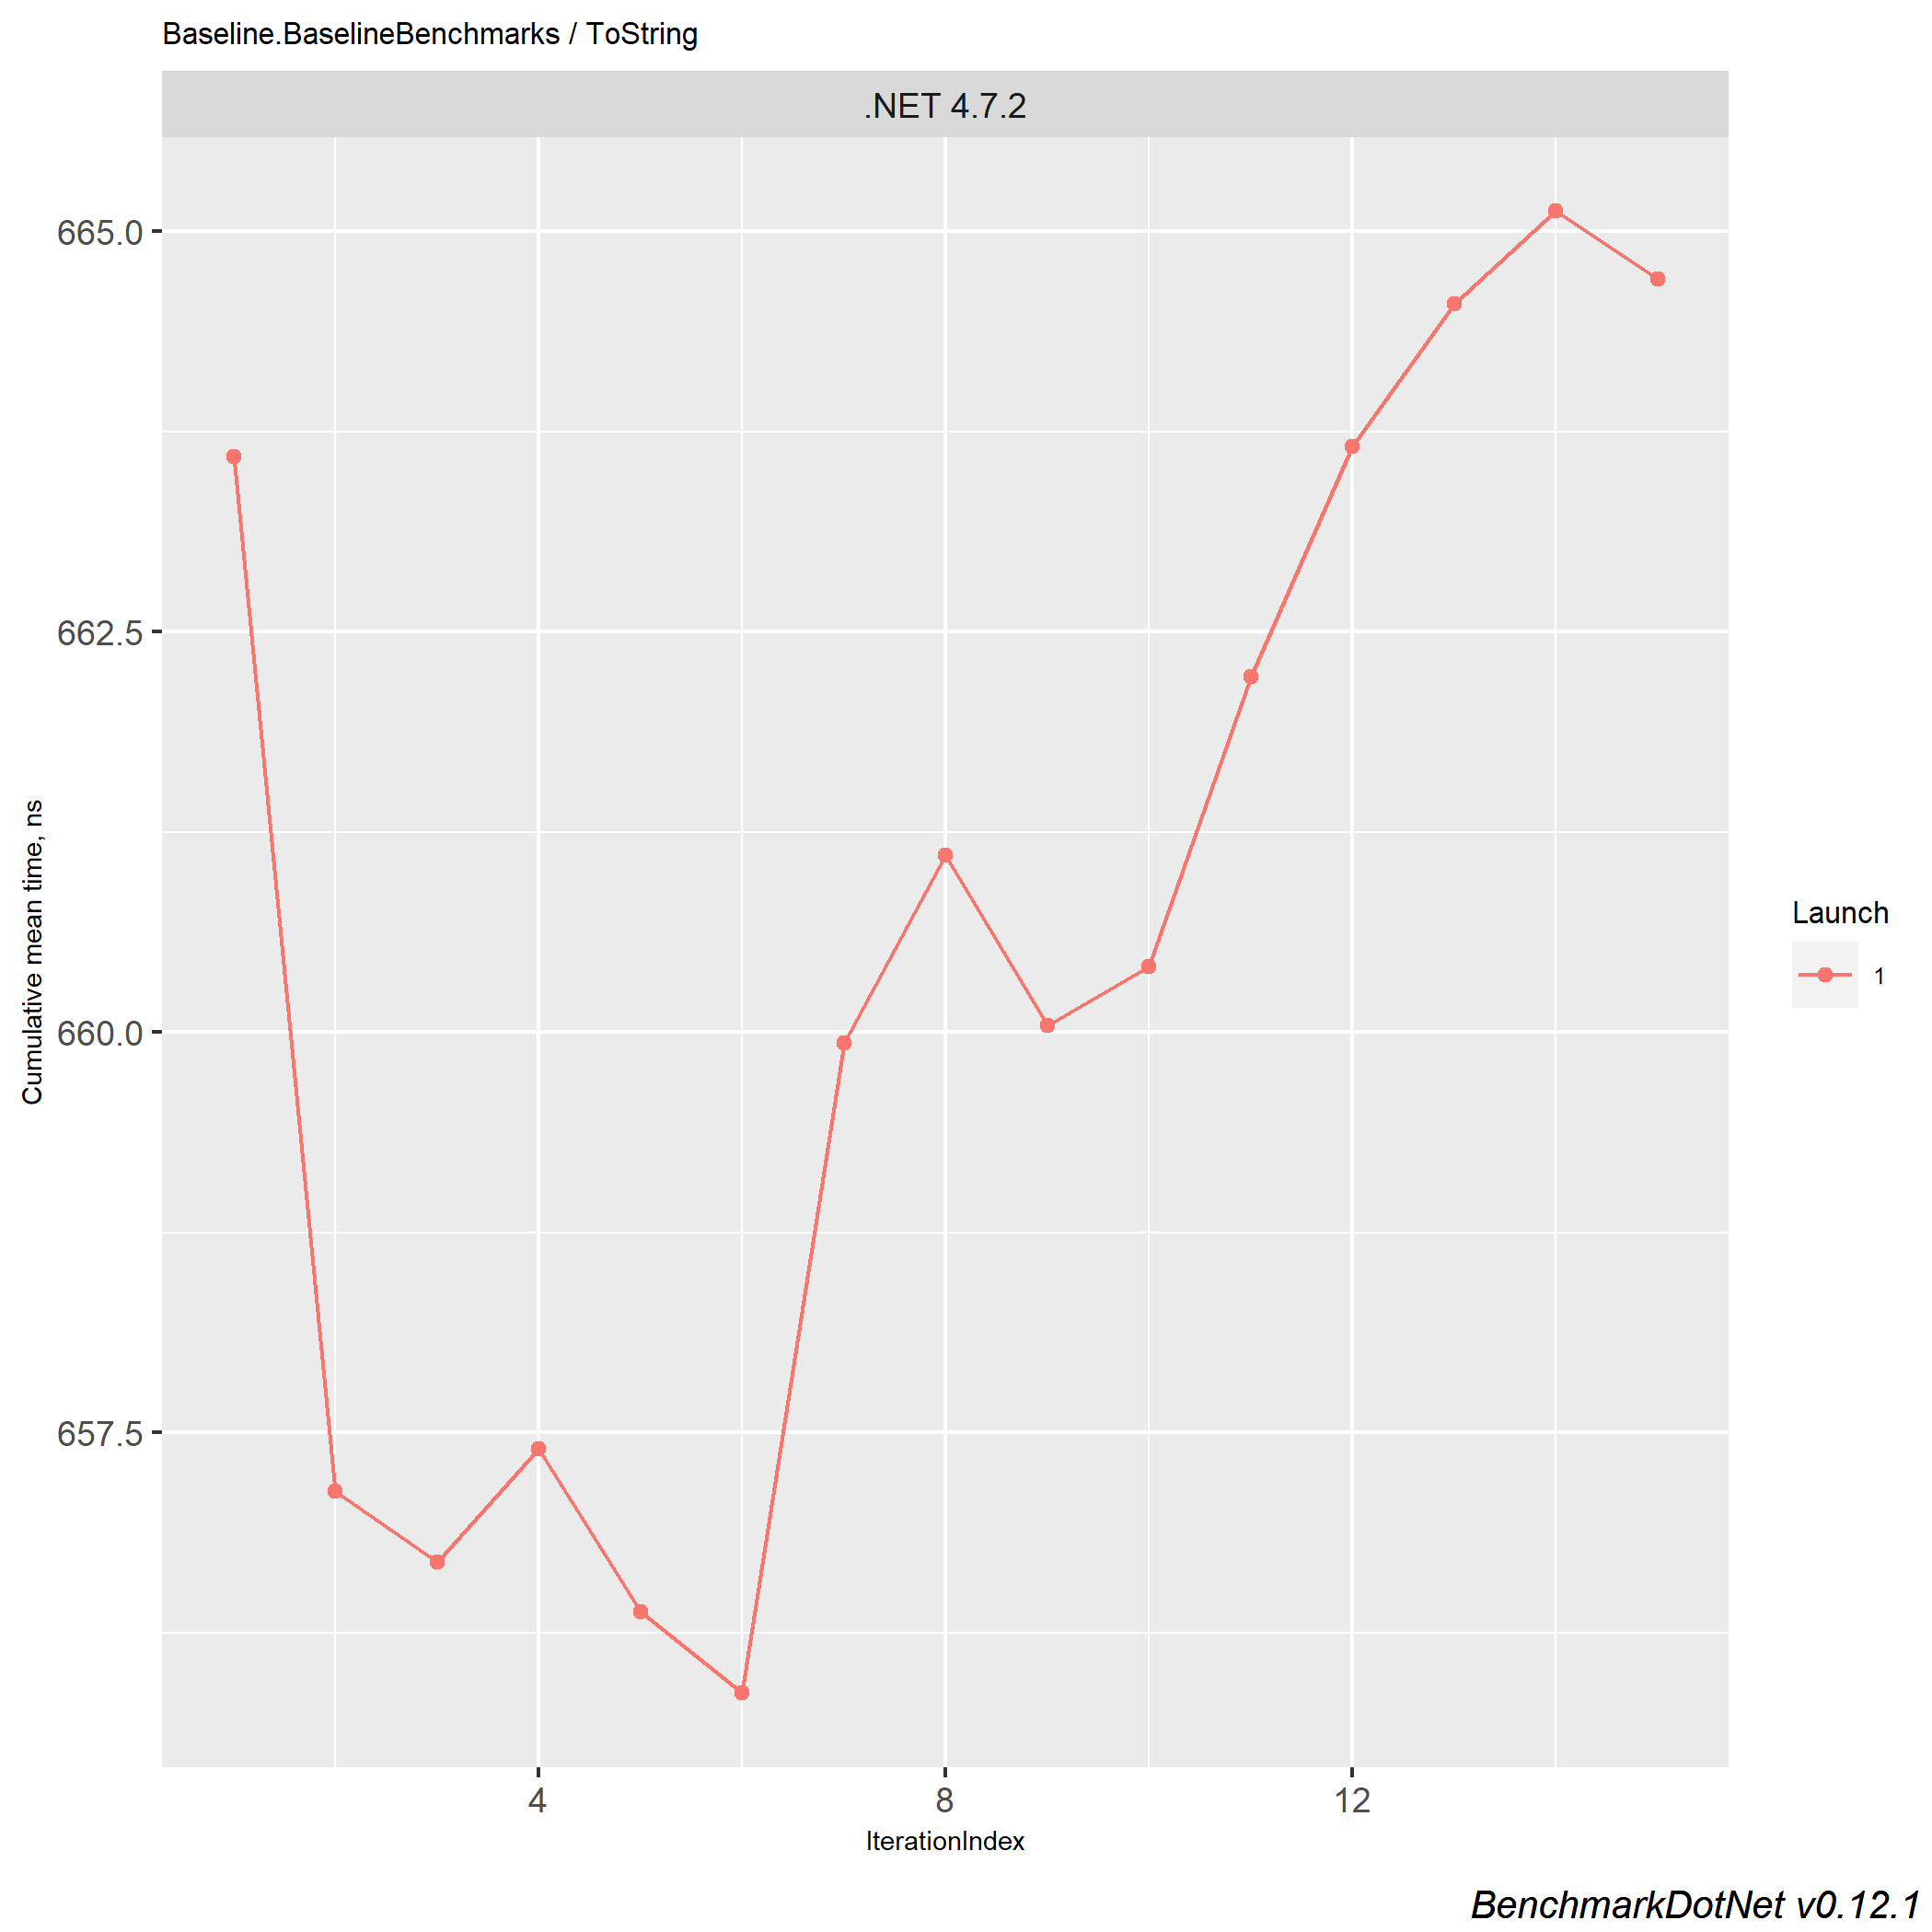 Baseline.BaselineBenchmarks / ToString
.NET 4.7.2
665.0
662.5
660.0
657.5
Cumulative mean time, ns
4
8
12
IterationIndex
Launch
1
BenchmarkDotNet v0.12.1